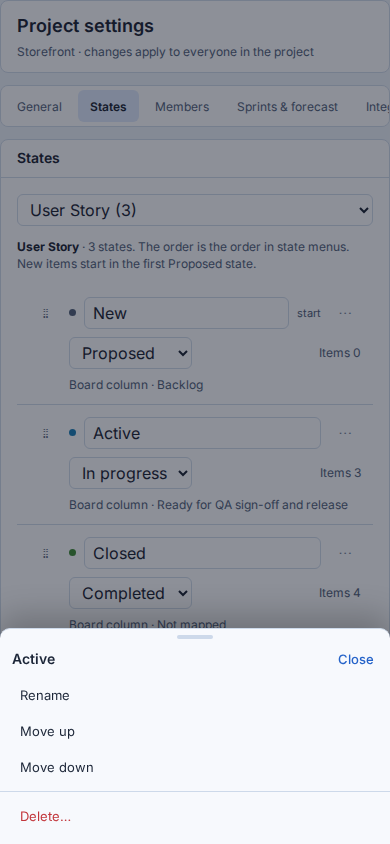 Project settings
Storefront · changes apply to everyone in the project
General States Members Sprints & forecast Integ
States
User Story (3)
User Story · 3 states. The order is the order in state menus.
New items start in the first Proposed state.
New start ···
Proposed Items 0
Board column · Backlog
Active ···
In progress Items 3
Board column · Ready for QA sign-off and release
Closed ···
Completed Items 4
Board column · Not mapped
Active Close
Rename
Move up
Move down
Delete...